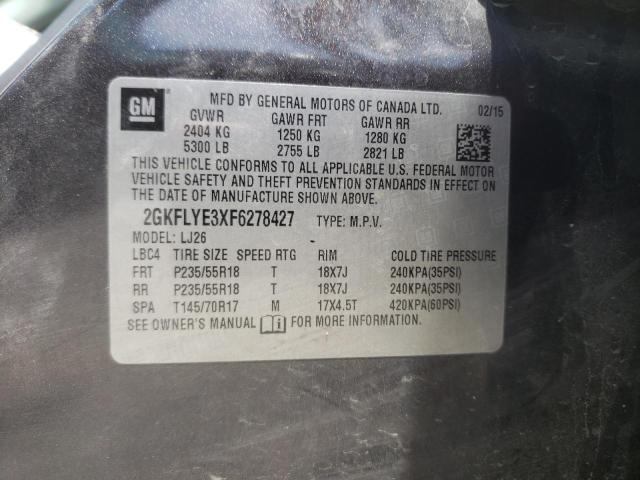 GM
MFD BY GENERAL MOTORS OF CANADA LTD. 02/15
GVWR GAWR FRT GAWR RR
2404 KG 1250 KG 1280 KG
5300 LB 2755 LB 2821 LB
THIS VEHICLE CONFORMS TO ALL APPLICABLE U.S. FEDERAL MOTOR
VEHICLE SAFETY AND THEFT PREVENTION STANDARDS IN EFFECT ON
THE DATE OF MANUFACTURE SHOWN ABOVE.
2GKFLYE3XF6278427 TYPE: M.P.V.
MODEL: LJ26 -
LBC4 TIRE SIZE SPEED RTG RIM COLD TIRE PRESSURE
FRT P235/55R18 T 18X7J 240KPA(35PSI)
RR P235/55R18 T 18X7J 240KPA(35PSI)
SPA T145/70R17 M 17X4.5T 420KPA(60PSI)
SEE OWNER'S MANUAL i FOR MORE INFORMATION.